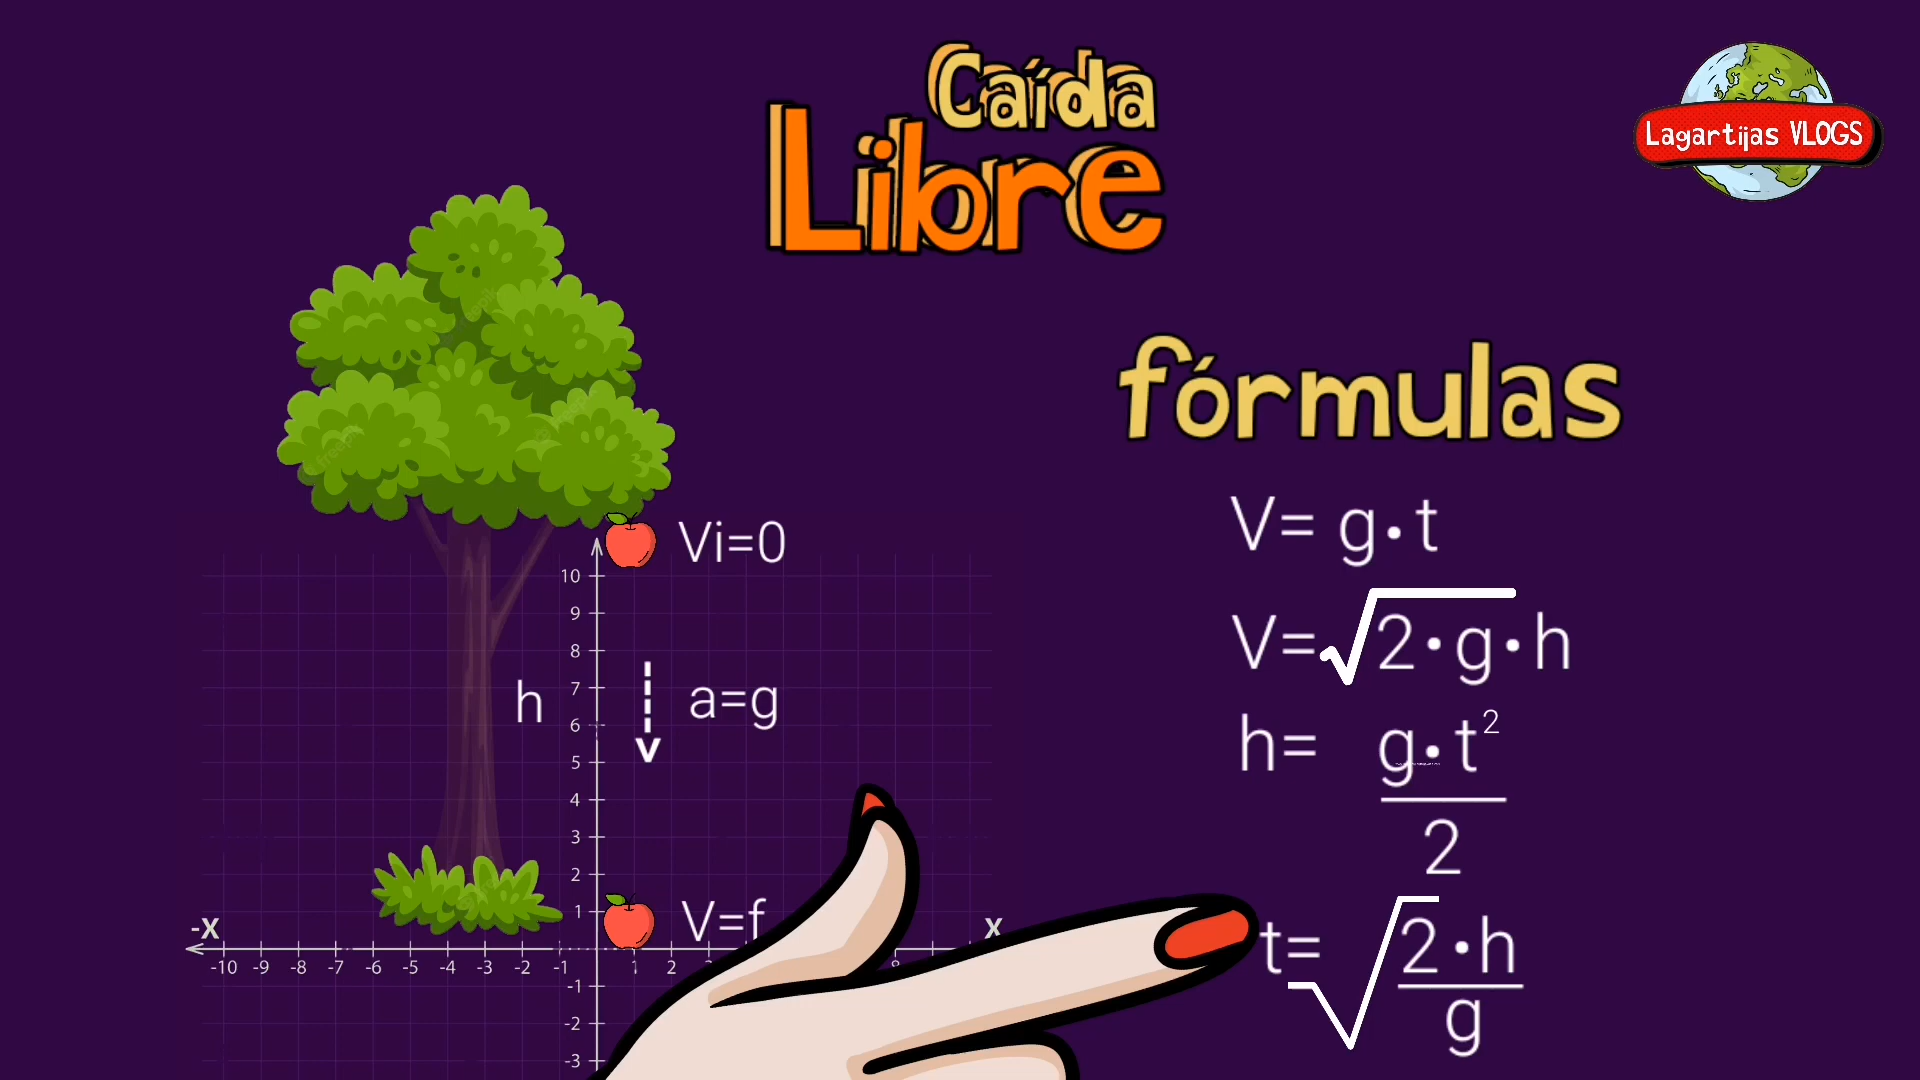 Caída
Libre
Lagartijas VLOGS
fórmulas
Vi=0
h
a=g
V=f
-X
X
10
9
8
7
6
5
4
3
2
1
-10 -9 -8 -7 -6 -5 -4 -3 -2 -1 1 2
-1
-2
-3
V= g·t
V=√2·g·h
h= g·t²
2
t= √2·h
g